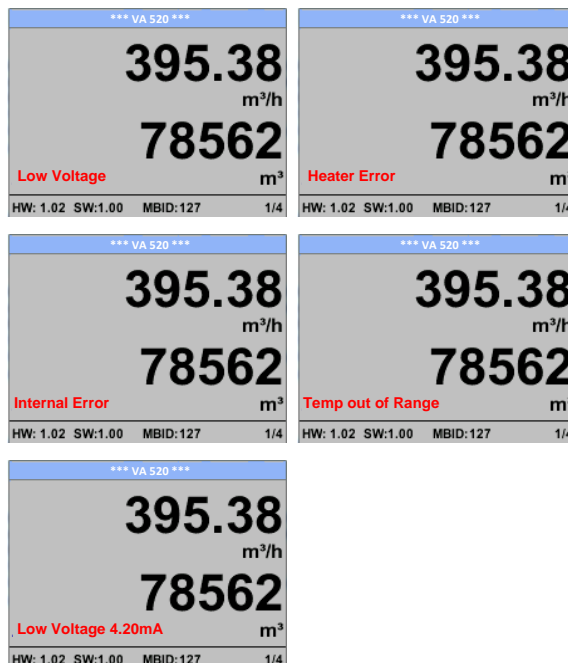 *** VA 520 ***
395.38
m³/h
78562
Low Voltage m³
HW: 1.02 SW:1.00 MBID:127 1/4
*** VA 520 ***
395.38
m³/h
78562
Heater Error m
HW: 1.02 SW:1.00 MBID:127 1/4
*** VA 520 ***
395.38
m³/h
78562
Internal Error m³
HW: 1.02 SW:1.00 MBID:127 1/4
*** VA 520 ***
395.38
m³/h
78562
Temp out of Range m
HW: 1.02 SW:1.00 MBID:127 1/4
*** VA 520 ***
395.38
m³/h
78562
Low Voltage 4.20mA m³
HW: 1.02 SW:1.00 MBID:127 1/4